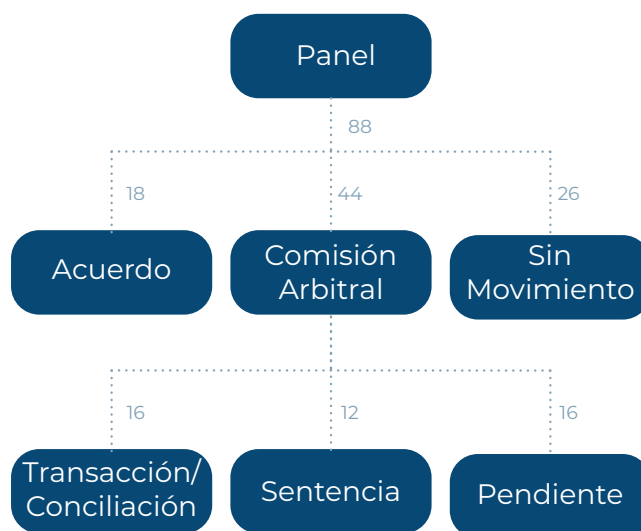 Panel
88
18
44
26
Acuerdo
Comisión
Arbitral
Sin
Movimiento
16
12
16
Transacción/
Conciliación
Sentencia
Pendiente